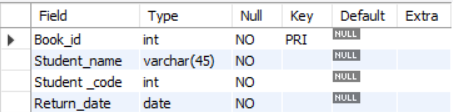 Field Type Null Key Default Extra
Book_id int NO PRI NULL
Student_name varchar(45) NO NULL
Student _code int NO NULL
Return_date date NO NULL